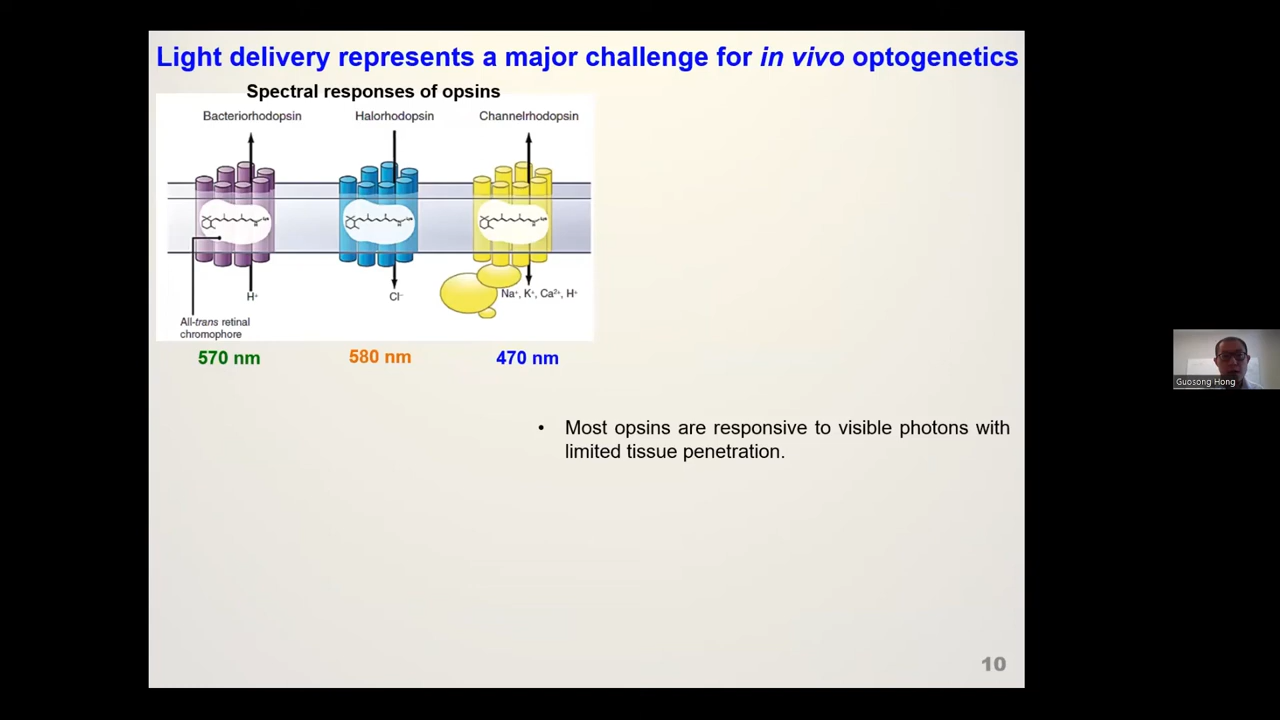 Light delivery represents a major challenge for in vivo optogenetics
Spectral responses of opsins
Bacteriorhodopsin
Halorhodopsin
Channelrhodopsin
H⁺
Cl⁻
Na⁺, K⁺, Ca²⁺, H⁺
All-trans retinal
chromophore
570 nm
580 nm
470 nm
• Most opsins are responsive to visible photons with
limited tissue penetration.
Guosong Hong
10